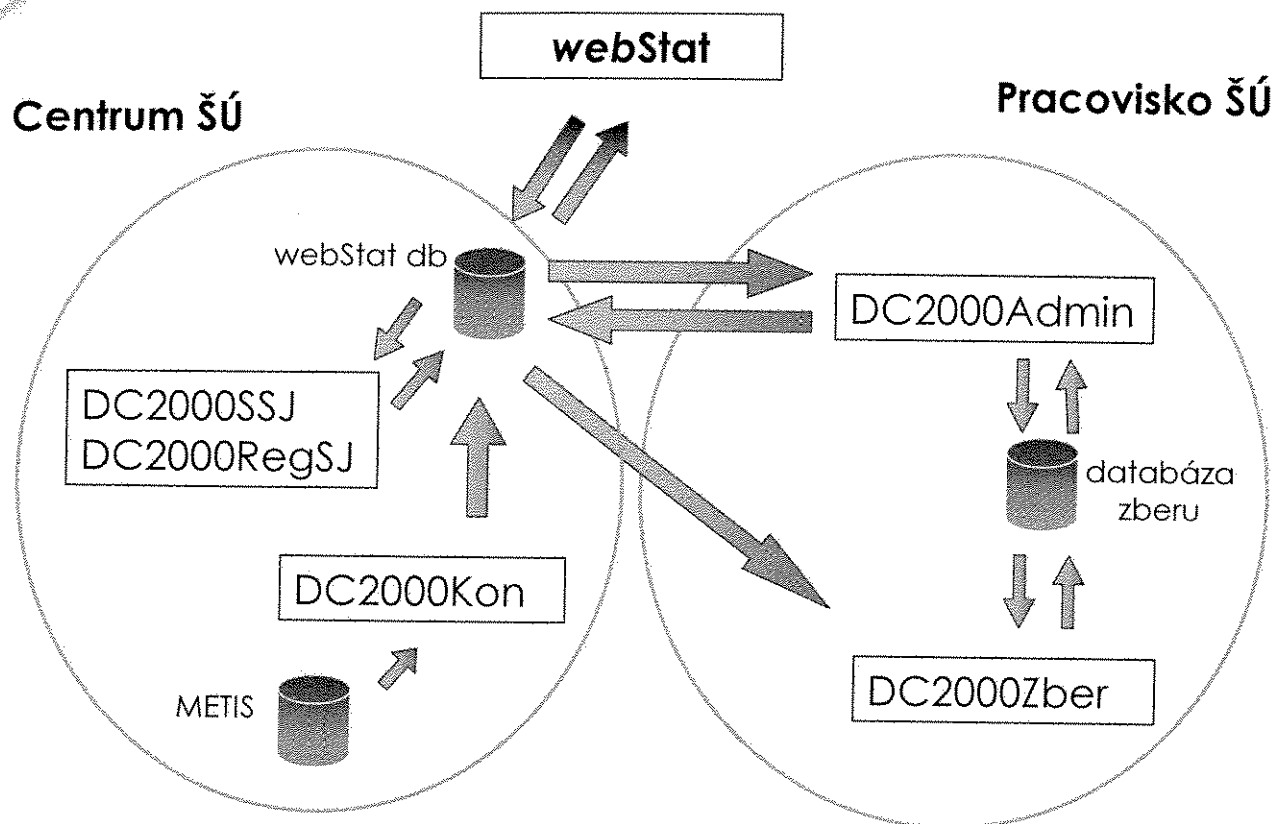 webStat
Centrum ŠÚ
Pracovisko ŠÚ
webStat db
DC2000Admin
DC2000SSJ
DC2000RegSJ
databáza
zberu
DC2000Kon
METIS
DC2000Zber